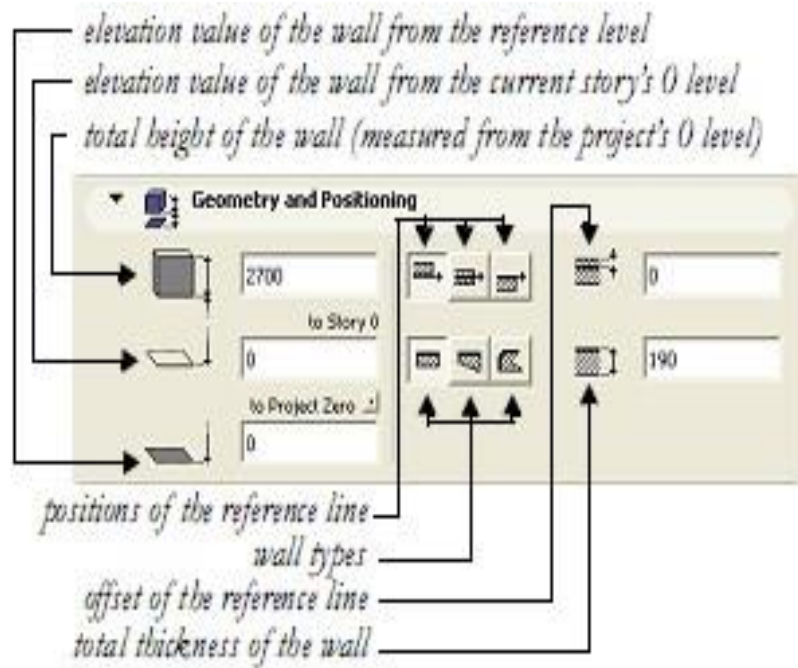 elevation value of the wall from the reference level
elevation value of the wall from the current story's 0 level
total height of the wall (measured from the project's 0 level)
Geometry and Positioning
2700
0
to Story 0
0
190
to Project Zero
0
positions of the reference line
wall types
offset of the reference line
total thickness of the wall